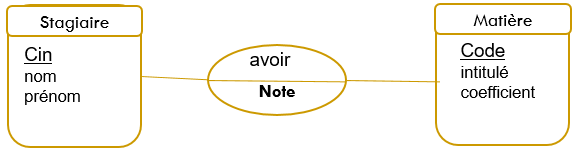 Stagiaire
Cin
nom
prénom
avoir
Note
Matière
Code
intitulé
coefficient